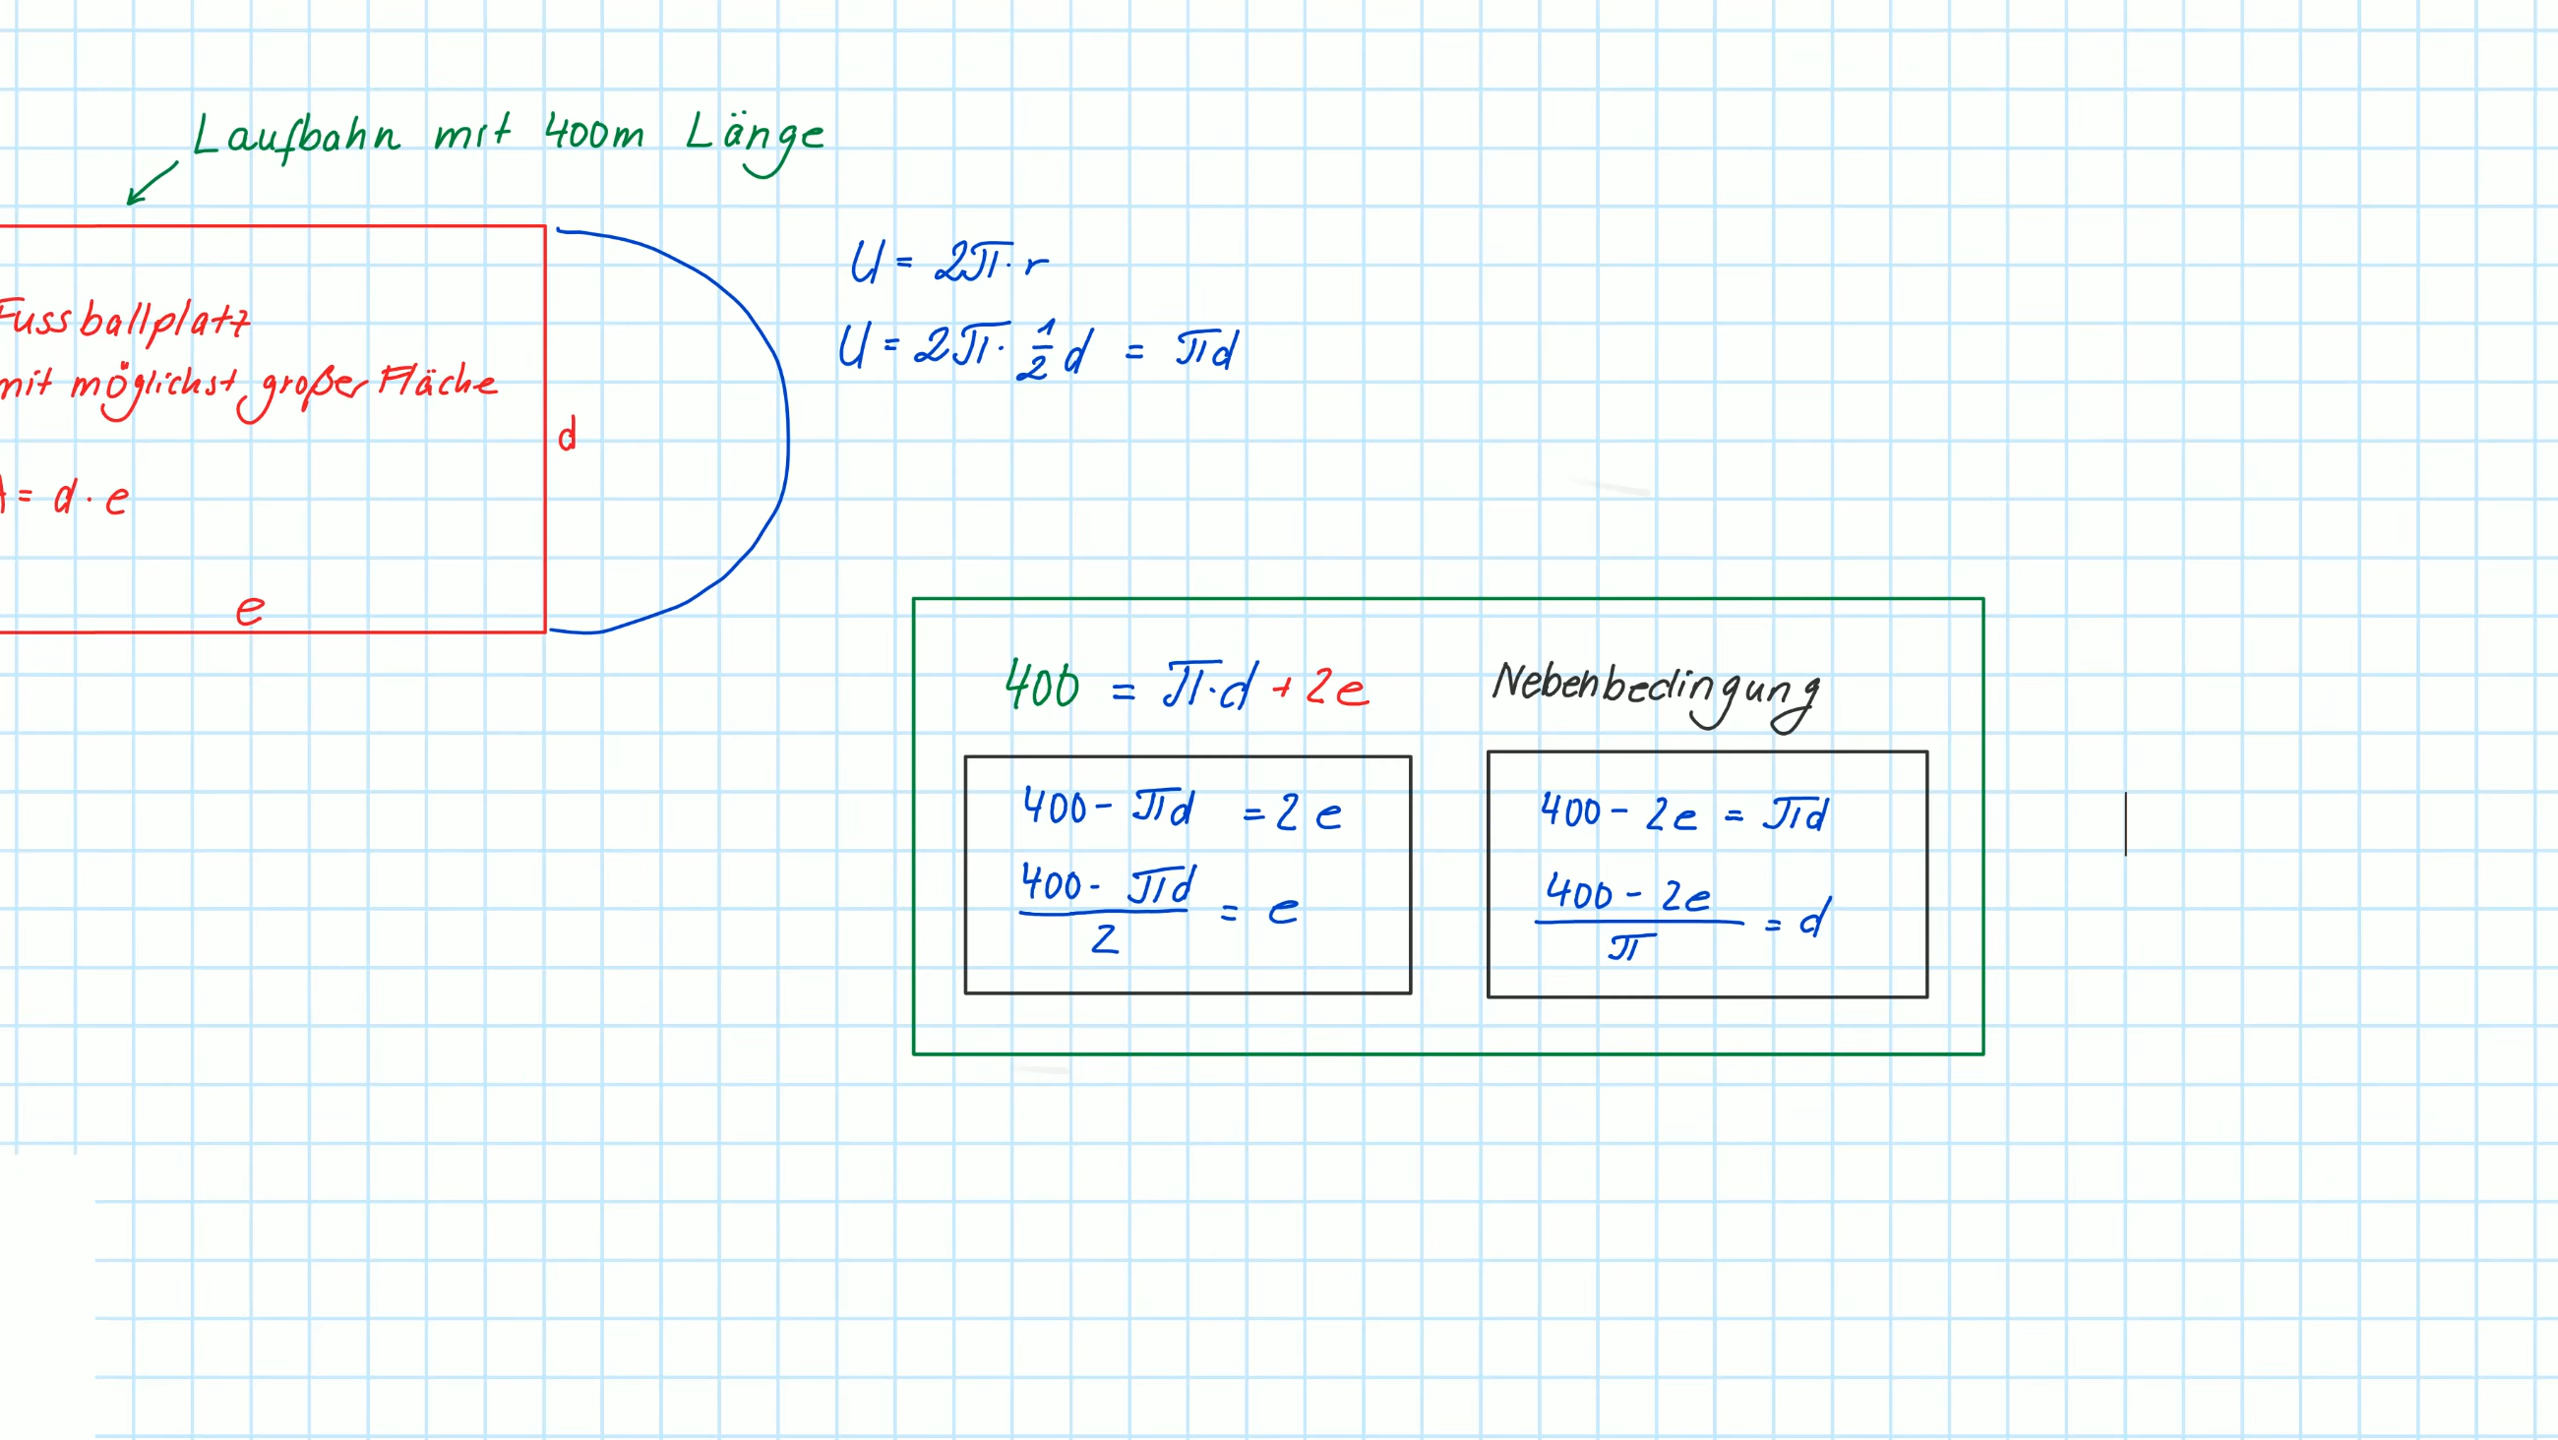 Laufbahn mit 400m Länge
U = 2π · r
U = 2π · 1/2 d = πd
Fussballplatz
mit möglichst großer Fläche
d
A = d · e
e
400 = π · d + 2e Nebenbedingung
400 - πd = 2e
(400 - πd)/2 = e
400 - 2e = πd
(400 - 2e)/π = d